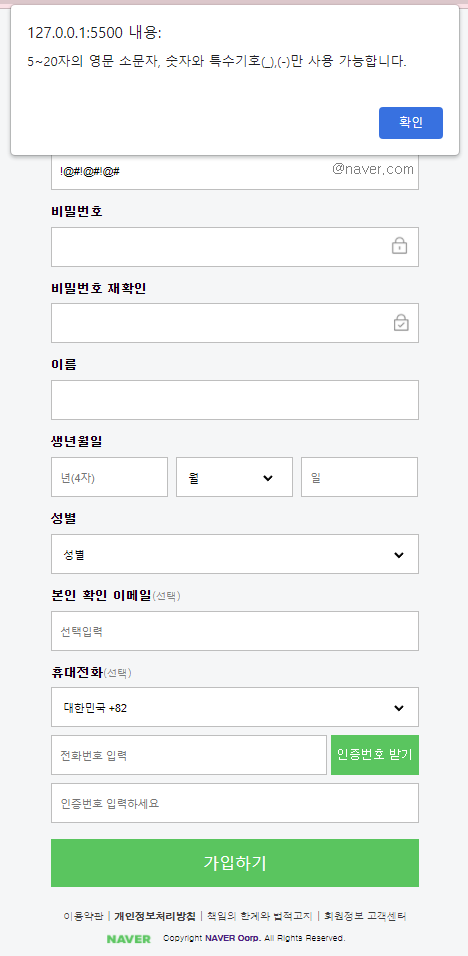 127.0.0.1:5500 내용:
5~20자의 영문 소문자, 숫자와 특수기호(_),(-)만 사용 가능합니다.
확인
!@#!@#!@# @naver.com
비밀번호
비밀번호 재확인
이름
생년월일
년(4자) 월 일
성별
성별
본인 확인 이메일(선택)
선택입력
휴대전화(선택)
대한민국 +82
전화번호 입력 인증번호 받기
인증번호 입력하세요
가입하기
이용약관 | 개인정보처리방침 | 책임의 한계와 법적고지 | 회원정보 고객센터
NAVER Copyright NAVER Oorp. All Rights Reserved.